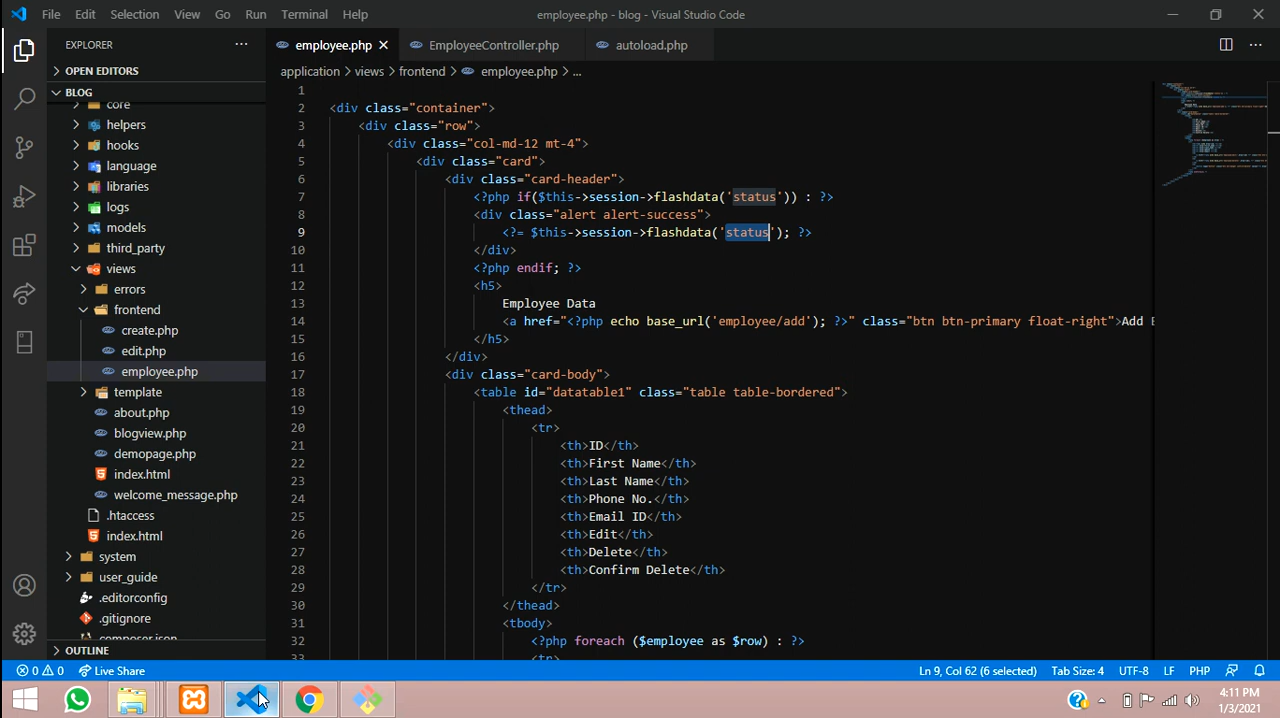 File Edit Selection View Go Run Terminal Help employee.php - blog - Visual Studio Code
EXPLORER ...
OPEN EDITORS
BLOG
core
helpers
hooks
language
libraries
logs
models
third_party
views
errors
frontend
create.php
edit.php
employee.php
template
about.php
blogview.php
demopage.php
index.html
welcome_message.php
.htaccess
index.html
system
user_guide
.editorconfig
.gitignore
composer.json
OUTLINE
employee.php EmployeeController.php autoload.php
application > views > frontend > employee.php > ...
1
2 <div class="container">
3 <div class="row">
4 <div class="col-md-12 mt-4">
5 <div class="card">
6 <div class="card-header">
7 <?php if($this->session->flashdata('status')) : ?>
8 <div class="alert alert-success">
9 <?= $this->session->flashdata('status'); ?>
10 </div>
11 <?php endif; ?>
12 <h5>
13 Employee Data
14 <a href="<?php echo base_url('employee/add'); ?>" class="btn btn-primary float-right">Add E
15 </h5>
16 </div>
17 <div class="card-body">
18 <table id="datatable1" class="table table-bordered">
19 <thead>
20 <tr>
21 <th>ID</th>
22 <th>First Name</th>
23 <th>Last Name</th>
24 <th>Phone No.</th>
25 <th>Email ID</th>
26 <th>Edit</th>
27 <th>Delete</th>
28 <th>Confirm Delete</th>
29 </tr>
30 </thead>
31 <tbody>
32 <?php foreach ($employee as $row) : ?>
33 <tr>
0 0 Live Share Ln 9, Col 62 (6 selected) Tab Size: 4 UTF-8 LF PHP
4:11 PM
1/3/2021